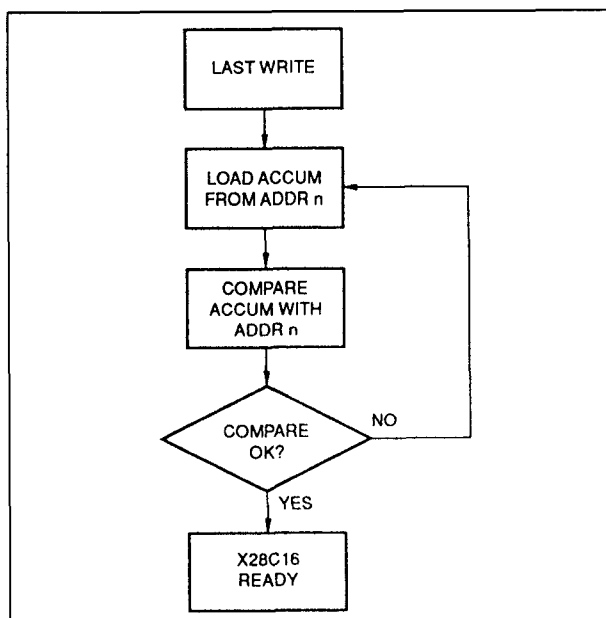 LAST WRITE
LOAD ACCUM
FROM ADDR n
COMPARE
ACCUM WITH
ADDR n
COMPARE
OK?
NO
YES
X28C16
READY